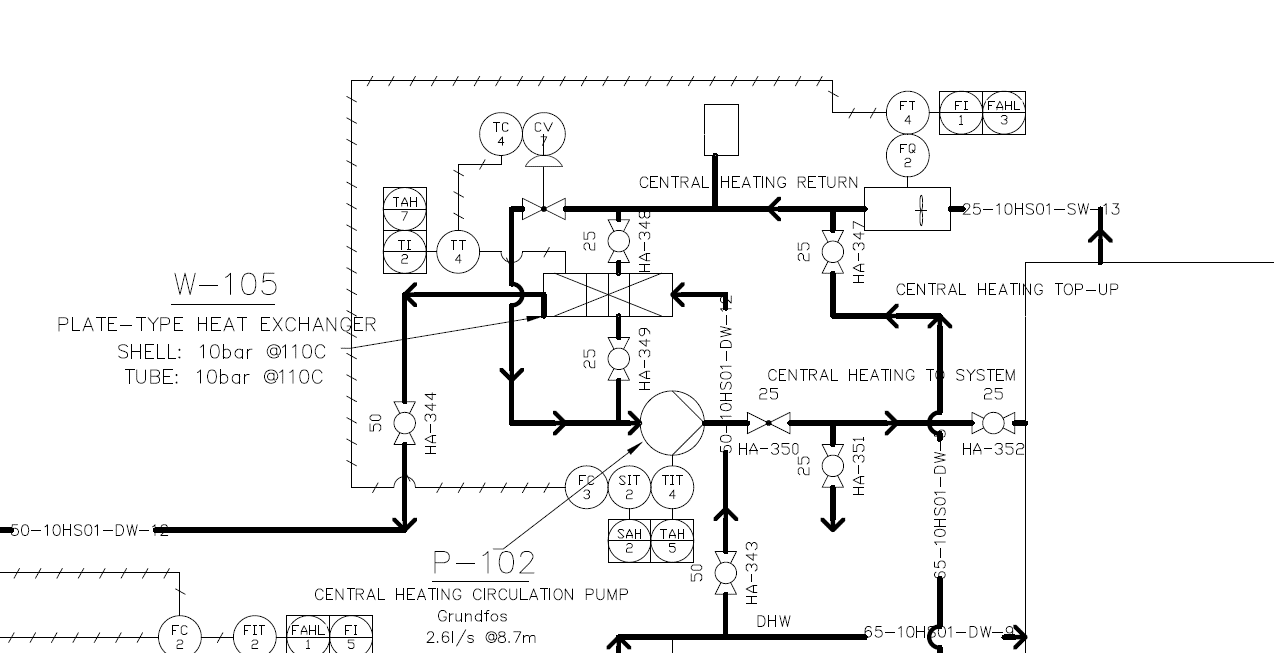 FT
4
FI
1
FAHL
3
TC
4
CV
7
FQ
2
CENTRAL HEATING RETURN
TAH
7
25-10HS01-SW-13
25
HA-348
25
HA-347
TI
2
TT
4
W-105
CENTRAL HEATING TOP-UP
PLATE-TYPE HEAT EXCHANGER
SHELL: 10bar @110C
TUBE: 10bar @110C
25
HA-349
50-10HS01-DW-12
CENTRAL HEATING TO SYSTEM
25
25
50
HA-344
HA-350
HA-352
25
HA-351
FC
3
SIT
2
TIT
4
65-10HS01-DW-
50-10HS01-DW-12
SAH
2
TAH
5
P-102
50
HA-343
CENTRAL HEATING CIRCULATION PUMP
Grundfos
2.6l/s @8.7m
DHW
65-10HS01-DW-9
FC
2
FIT
2
FAHL
1
FI
5